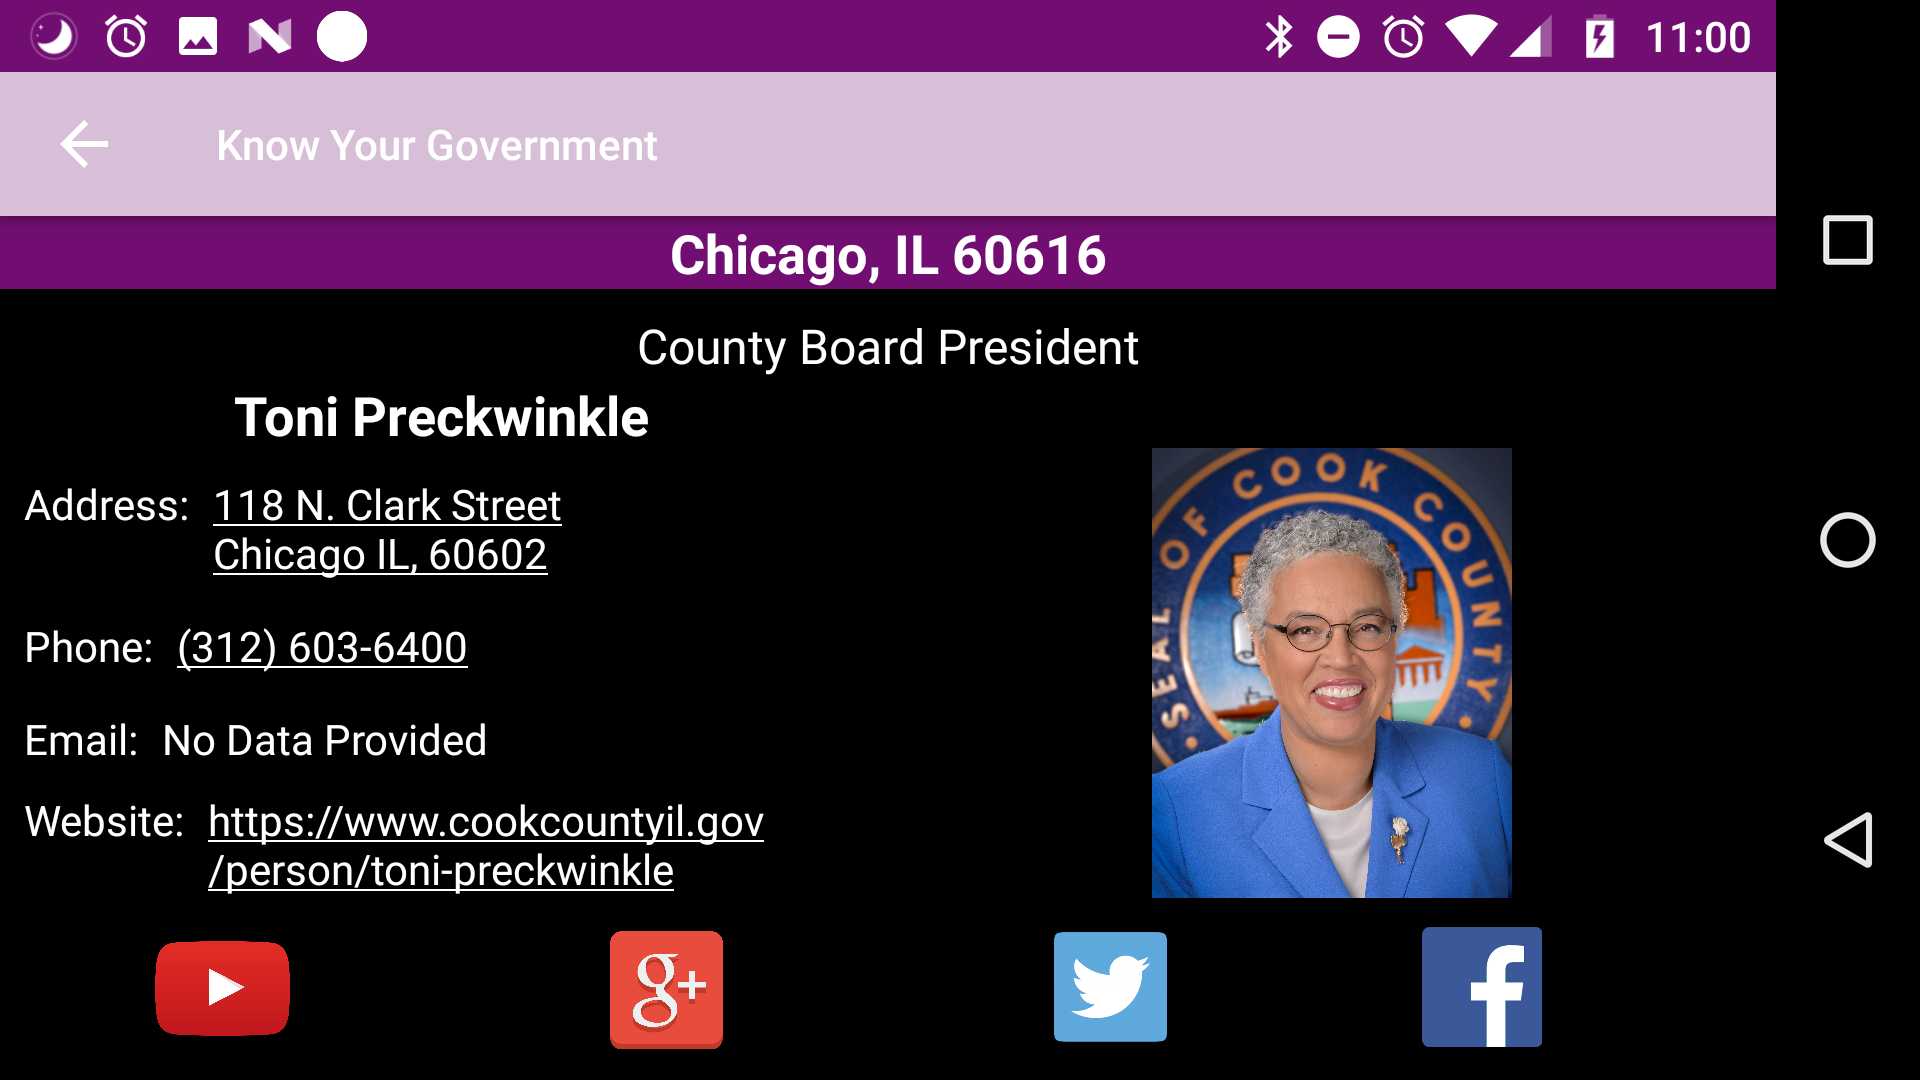 11:00
Know Your Government
Chicago, IL 60616
County Board President
Toni Preckwinkle
Address: 118 N. Clark Street
Chicago IL, 60602
Phone: (312) 603-6400
Email: No Data Provided
Website: https://www.cookcountyil.gov
/person/toni-preckwinkle
SEAL OF COOK COUNTY
g+
f